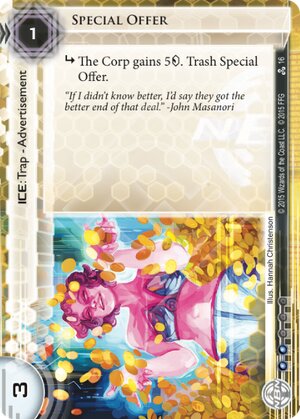 1
SPECIAL OFFER
↳ The Corp gains 5. Trash Special
Offer.
“If I didn’t know better, I’d say they got the
better end of that deal.” -John Masanori
ICE: Trap - Advertisement
16
© 2015 Wizards of the Coast LLC. © 2015 FFG
Illus. Hannah Christenson
3
NBN